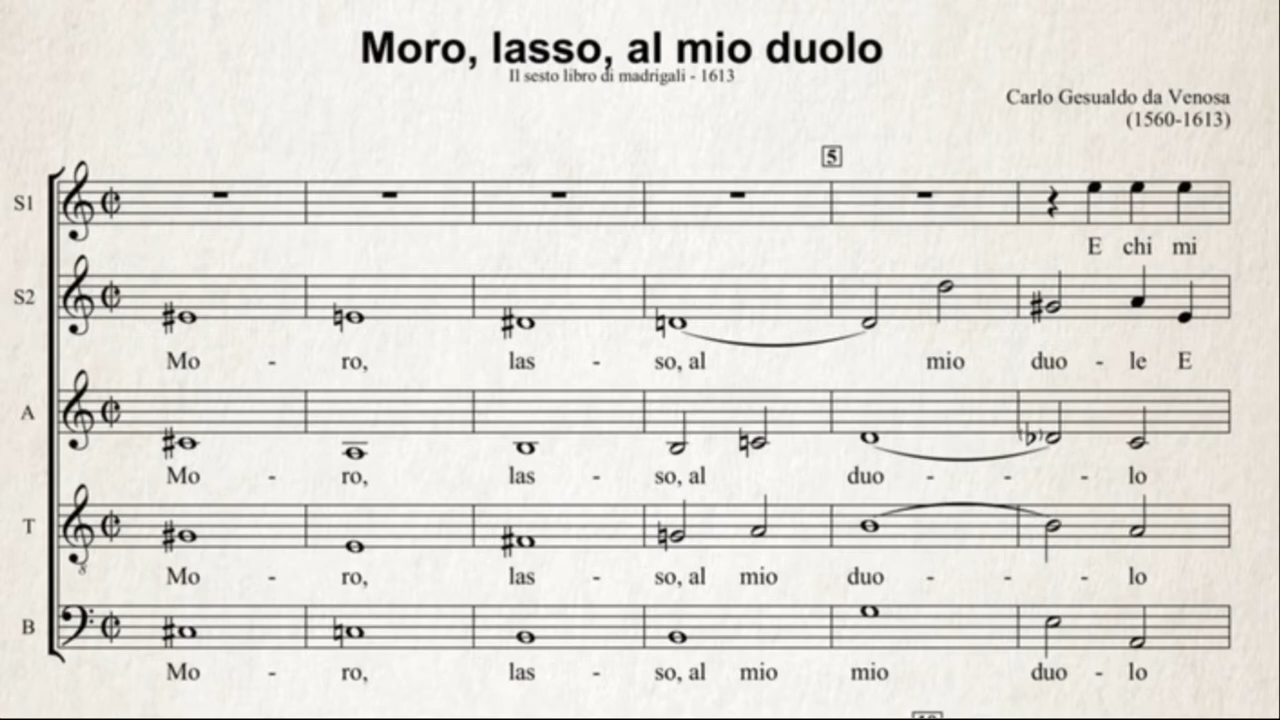 Moro, lasso, al mio duolo
Il sesto libro di madrigali - 1613
Carlo Gesualdo da Venosa
(1560-1613)
5
S1
E chi mi
S2
Mo - ro, las - so, al mio duo - le E
A
Mo - ro, las - so, al duo - - - lo
T
8
Mo - ro, las - so, al mio duo - - - lo
B
Mo - ro, las - so, al mio mio duo - lo